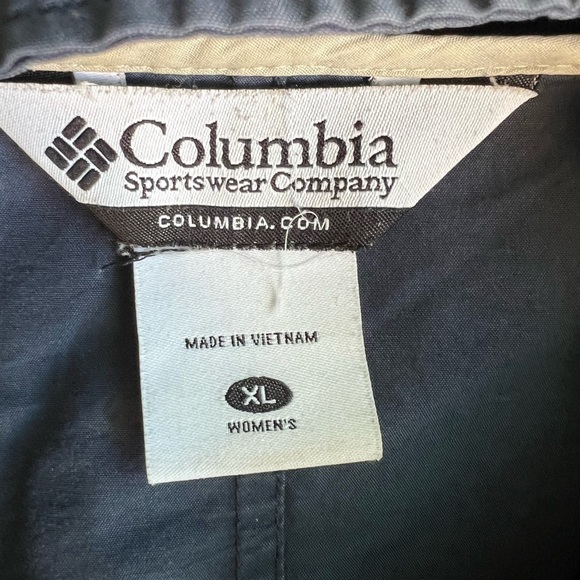 Columbia
Sportswear Company
COLUMBIA.COM
MADE IN VIETNAM
XL
WOMEN'S